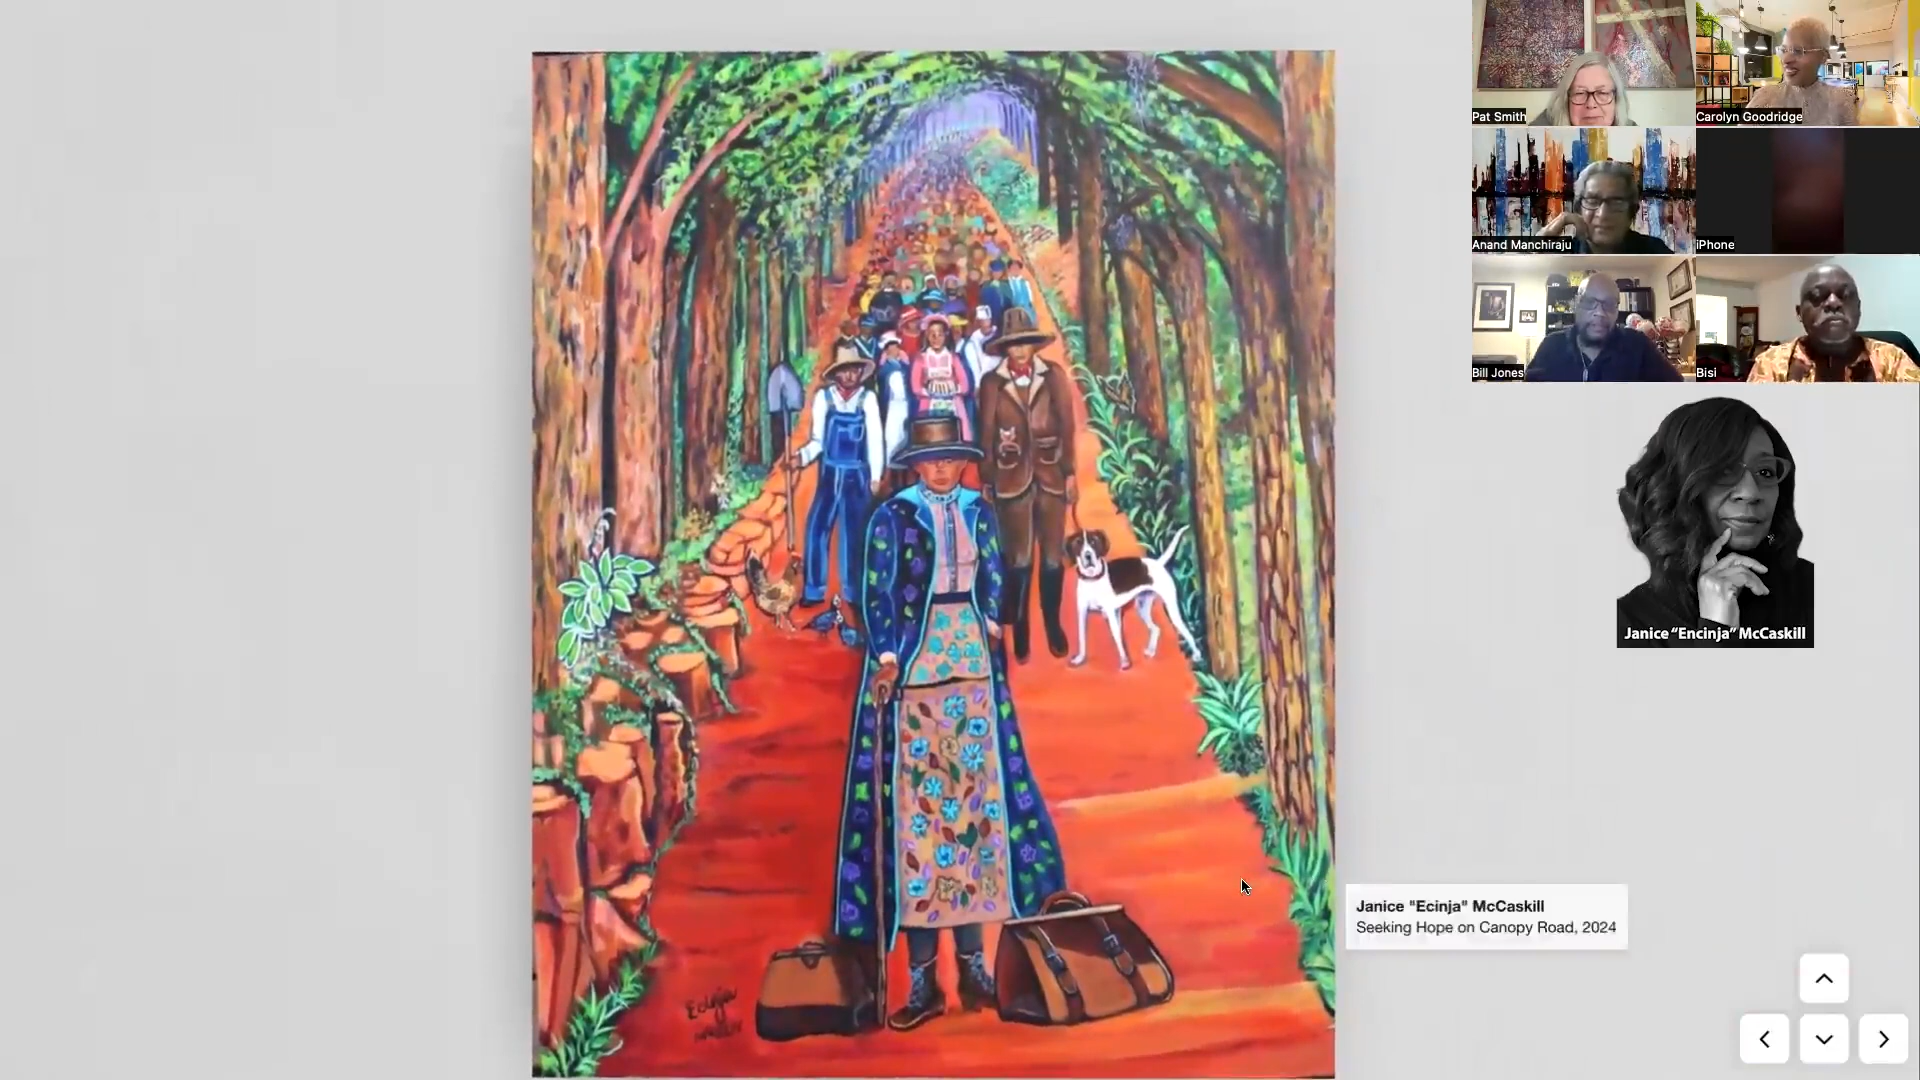 Pat Smith
Carolyn Goodridge
Anand Manchiraju
iPhone
Bill Jones
Bisi
Janice “Encinja” McCaskill
Janice "Ecinja" McCaskill
Seeking Hope on Canopy Road, 2024
Ecinja